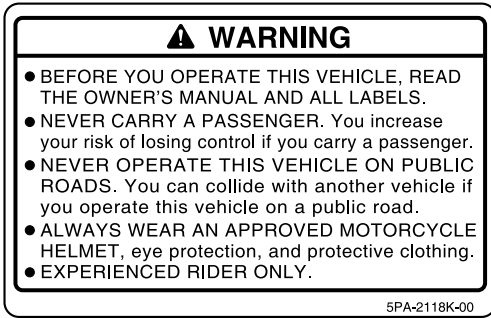 WARNING
● BEFORE YOU OPERATE THIS VEHICLE, READ
THE OWNER'S MANUAL AND ALL LABELS.
● NEVER CARRY A PASSENGER. You increase
your risk of losing control if you carry a passenger.
● NEVER OPERATE THIS VEHICLE ON PUBLIC
ROADS. You can collide with another vehicle if
you operate this vehicle on a public road.
● ALWAYS WEAR AN APPROVED MOTORCYCLE
HELMET, eye protection, and protective clothing.
● EXPERIENCED RIDER ONLY.
5PA-2118K-00